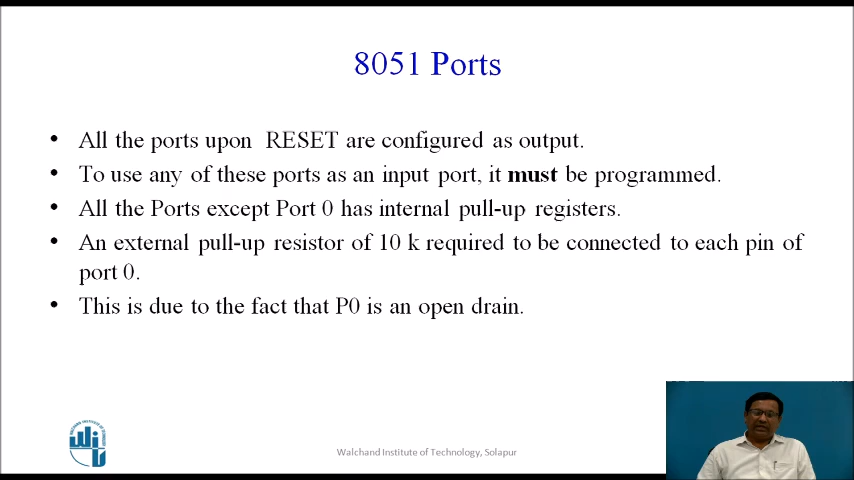 8051 Ports
• All the ports upon RESET are configured as output.
• To use any of these ports as an input port, it must be programmed.
• All the Ports except Port 0 has internal pull-up registers.
• An external pull-up resistor of 10 k required to be connected to each pin of
port 0.
• This is due to the fact that P0 is an open drain.
Walchand Institute of Technology, Solapur